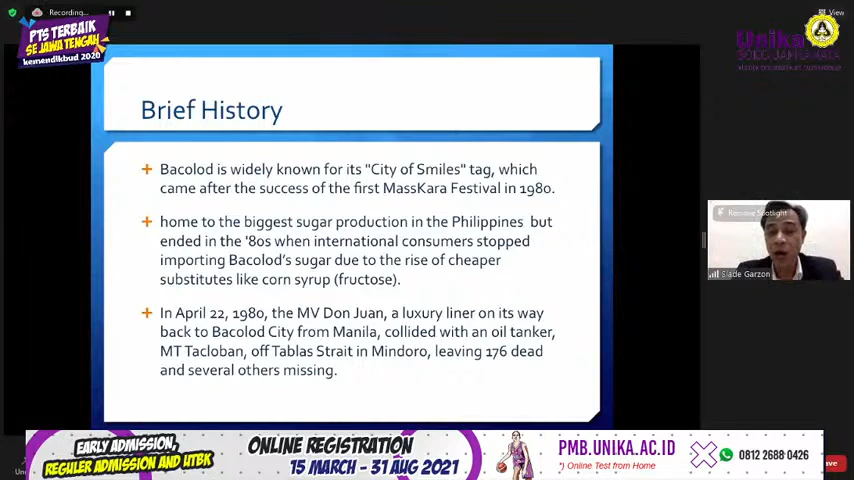 Recording...
View
PTS TERBAIK
SE JAWA TENGAH
kemendikbud 2020
Unika
Brief History
Bacolod is widely known for its "City of Smiles" tag, which
came after the success of the first MassKara Festival in 1980.
home to the biggest sugar production in the Philippines but
ended in the '80s when international consumers stopped
importing Bacolod's sugar due to the rise of cheaper
substitutes like corn syrup (fructose).
In April 22, 1980, the MV Don Juan, a luxury liner on its way
back to Bacolod City from Manila, collided with an oil tanker,
MT Tacloban, off Tablas Strait in Mindoro, leaving 176 dead
and several others missing.
Remove Spotlight
Slade Garzon
EARLY ADMISSION,
REGULER ADMISSION AND UTBK
ONLINE REGISTRATION
15 MARCH - 31 AUG 2021
PMB.UNIKA.AC.ID
*) Online Test from Home
0812 2688 0426